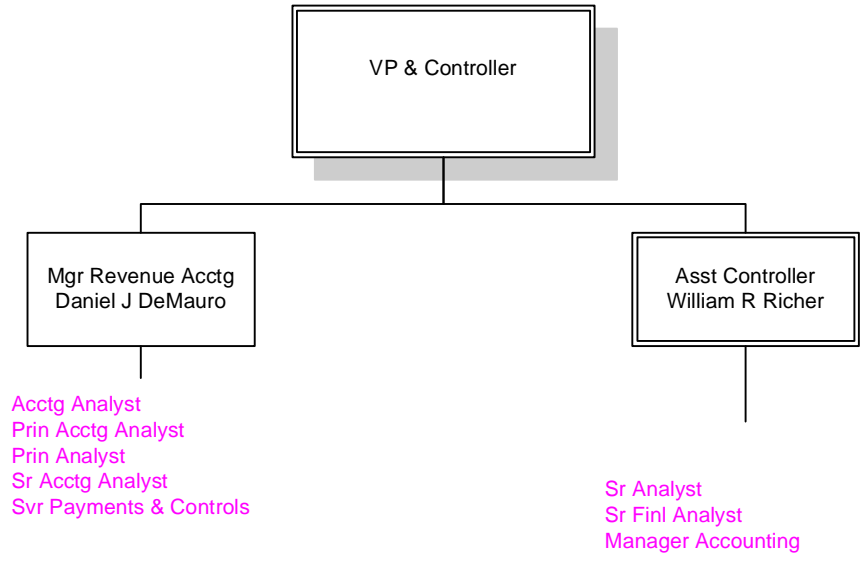 VP & Controller
Mgr Revenue Acctg
Daniel J DeMauro
Asst Controller
William R Richer
Acctg Analyst
Prin Acctg Analyst
Prin Analyst
Sr Acctg Analyst
Svr Payments & Controls
Sr Analyst
Sr Finl Analyst
Manager Accounting